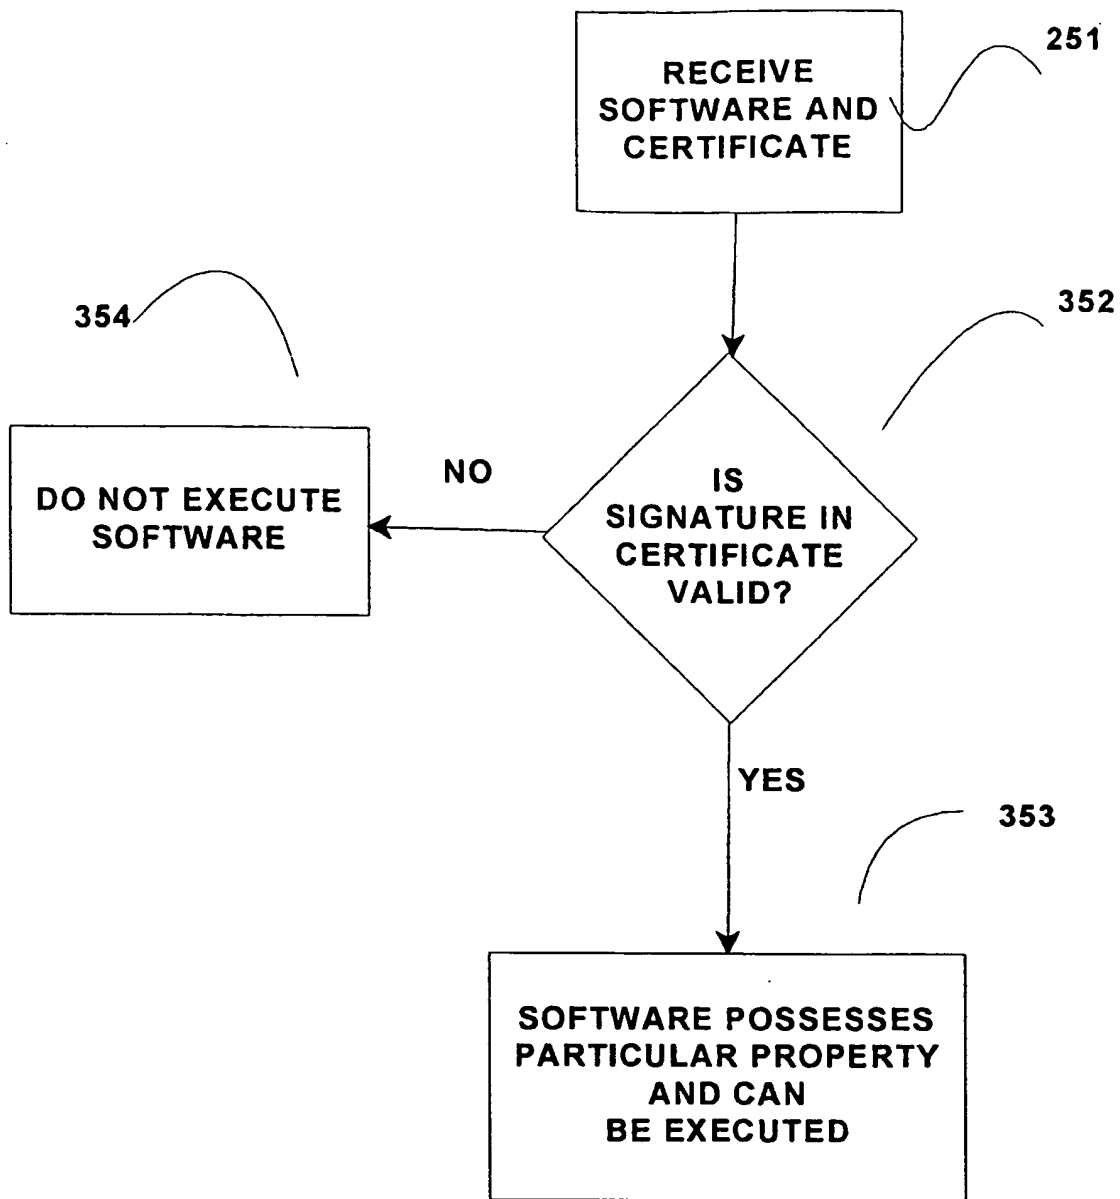 251
RECEIVE
SOFTWARE AND
CERTIFICATE
352
354
IS
SIGNATURE IN
CERTIFICATE
VALID?
NO
DO NOT EXECUTE
SOFTWARE
YES
353
SOFTWARE POSSESSES
PARTICULAR PROPERTY
AND CAN
BE EXECUTED